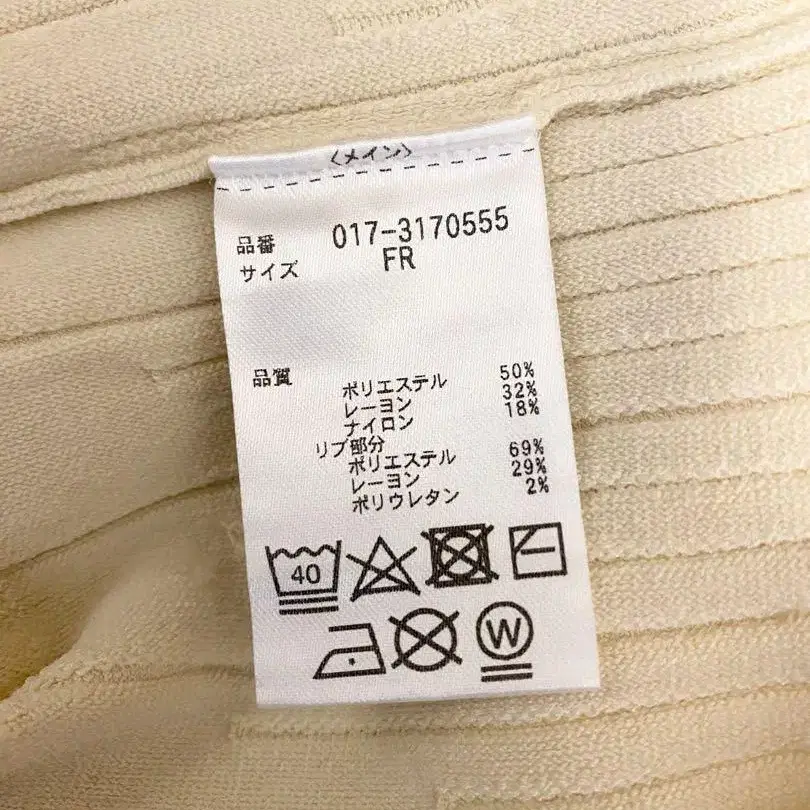 〈メイン〉
品番 017-3170555
サイズ FR
品質 ポリエステル 50%
レーヨン 32%
ナイロン 18%
リブ部分
ポリエステル 69%
レーヨン 29%
ポリウレタン 2%
40
W